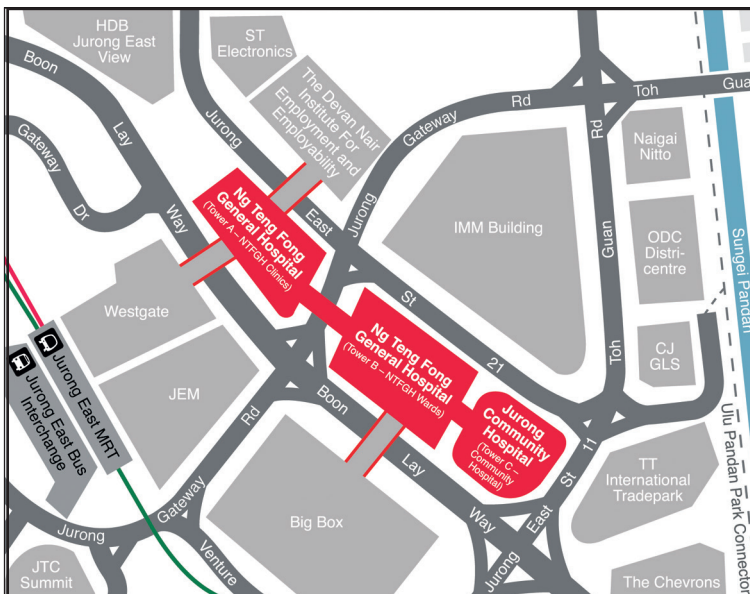 HDB
Jurong East
View
ST
Electronics
Boon
Lay
Way
Gateway
Dr
Jurong
East
St
21
The Devan Nair
Institute For
Employment and
Employability
Jurong
Gateway
Rd
Toh
Gua
Rd
Guan
Toh
Naigai
Nitto
ODC
Distri-
centre
CJ
GLS
Sungei Pandan
Ulu Pandan Park Connector
IMM Building
Ng Teng Fong
General Hospital
(Tower A – NTFGH Clinics)
Westgate
JEM
Jurong East MRT
Jurong East Bus
Interchange
Ng Teng Fong
General Hospital
(Tower B – NTFGH Wards)
Jurong
Community
Hospital
(Tower C –
Community
Hospital)
Boon
Lay
Way
Jurong
East
St
11
TT
International
Tradepark
Big Box
Rd
Gateway
Jurong
Venture
JTC
Summit
The Chevrons